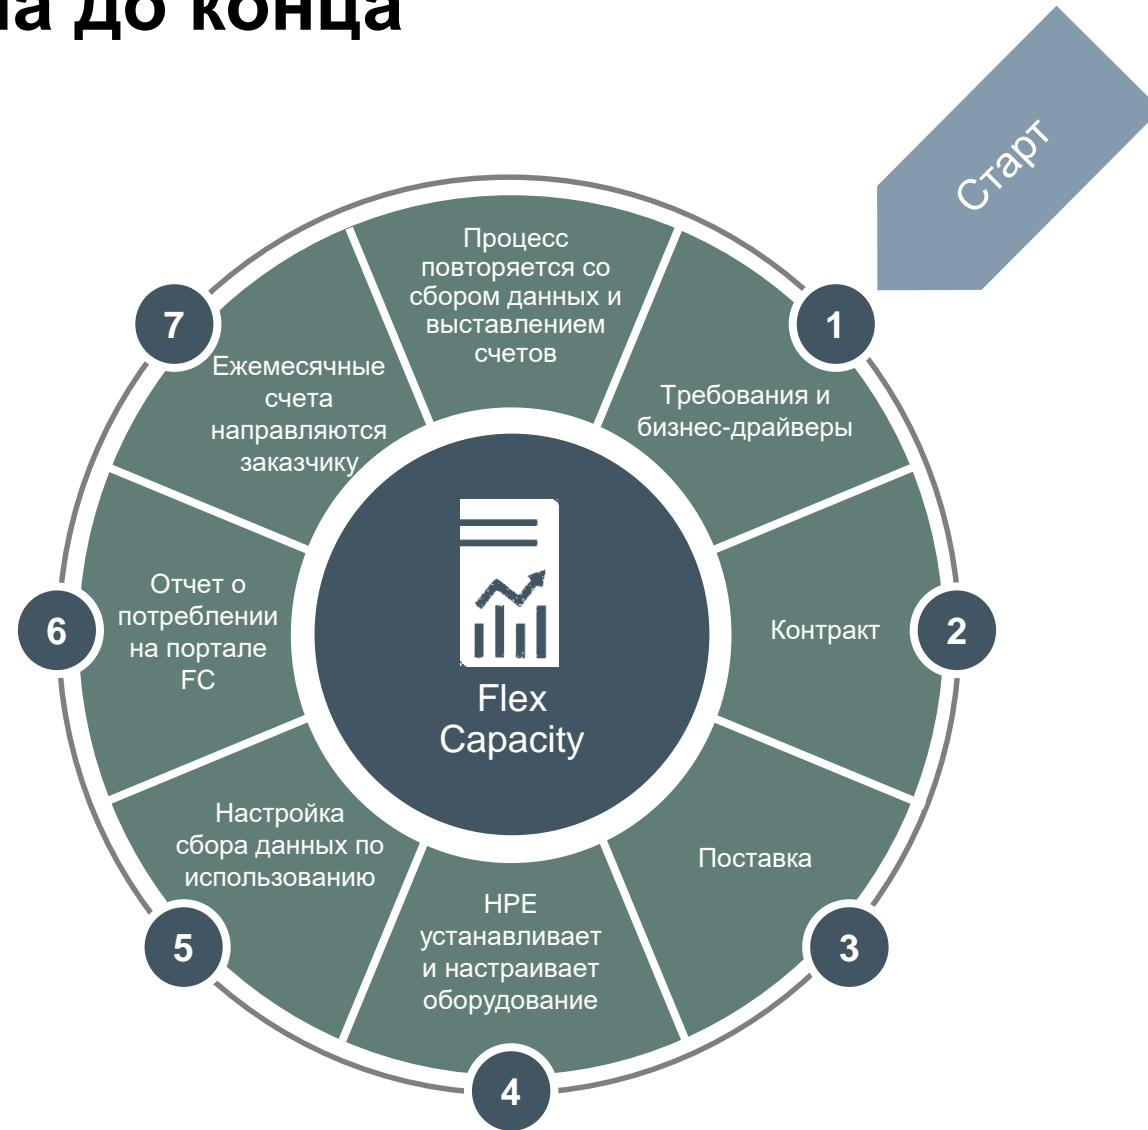 на до конца
Старт
1
Требования и
бизнес-драйверы
2
Контракт
3
Поставка
4
HPE
устанавливает
и настраивает
оборудование
5
Настройка
сбора данных по
использованию
6
Отчет о
потреблении
на портале
FC
7
Ежемесячные
счета
направляются
заказчику
Процесс
повторяется со
сбором данных и
выставлением
счетов
Flex
Capacity